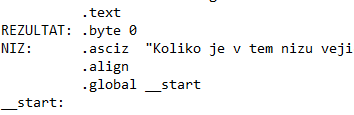 .text
REZULTAT: .byte 0
NIZ: .asciz "Koliko je v tem nizu veji
.align
.global __start
__start: